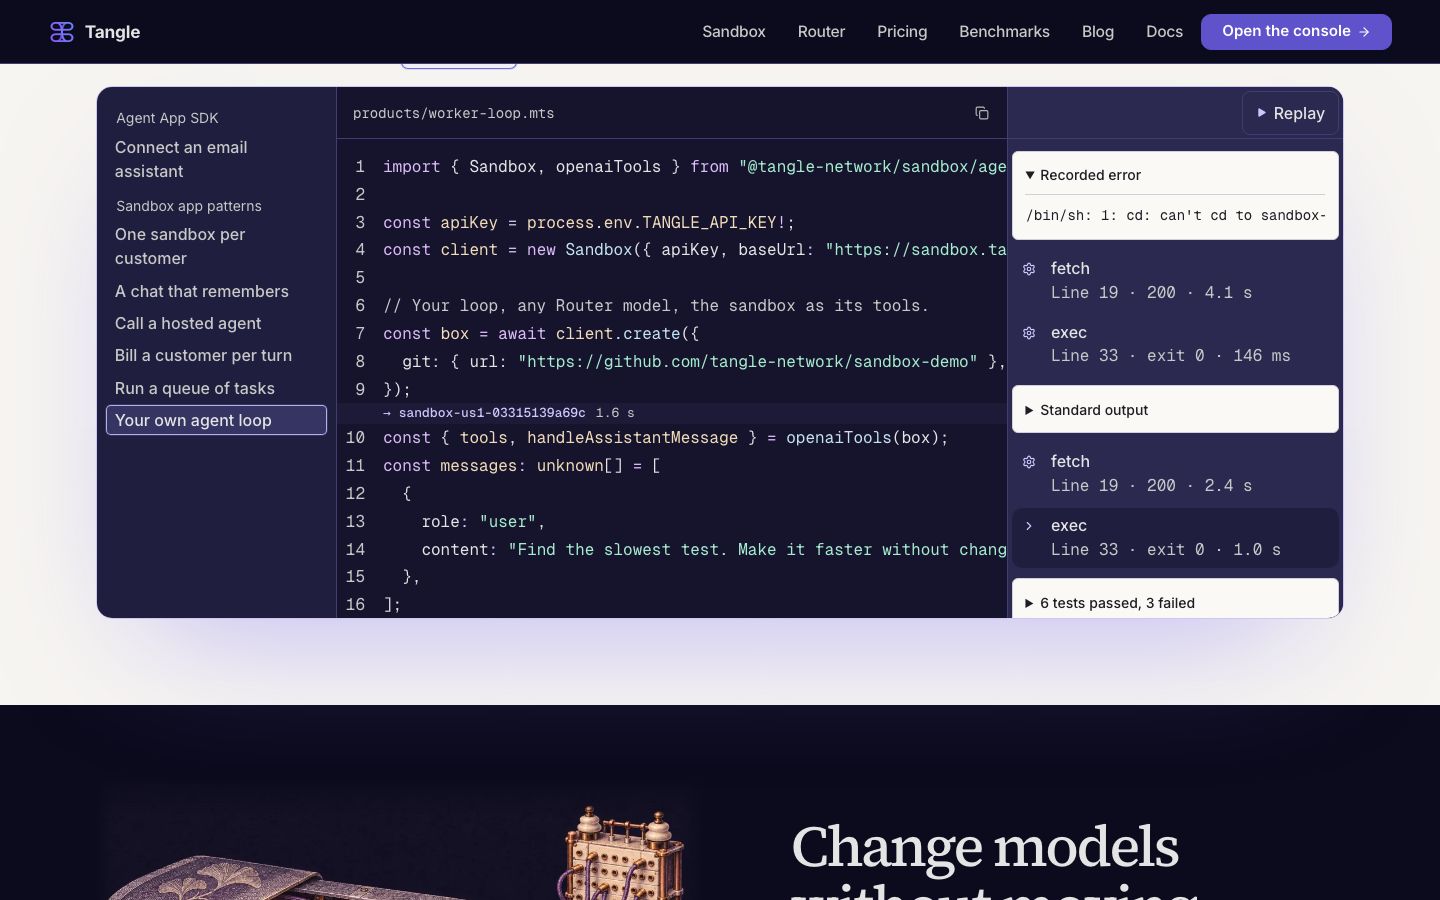 Tangle
Sandbox
Router
Pricing
Benchmarks
Blog
Docs
Open the console →
Agent App SDK
Connect an email
assistant
Sandbox app patterns
One sandbox per
customer
A chat that remembers
Call a hosted agent
Bill a customer per turn
Run a queue of tasks
Your own agent loop
products/worker-loop.mts
1 import { Sandbox, openaiTools } from "@tangle-network/sandbox/age
2
3 const apiKey = process.env.TANGLE_API_KEY!;
4 const client = new Sandbox({ apiKey, baseUrl: "https://sandbox.ta
5
6 // Your loop, any Router model, the sandbox as its tools.
7 const box = await client.create({
8   git: { url: "https://github.com/tangle-network/sandbox-demo" },
9 });
→ sandbox-us1-03315139a69c 1.6 s
10 const { tools, handleAssistantMessage } = openaiTools(box);
11 const messages: unknown[] = [
12   {
13     role: "user",
14     content: "Find the slowest test. Make it faster without chang
15   },
16 ];
Replay
▼ Recorded error
/bin/sh: 1: cd: can't cd to sandbox-
fetch
Line 19 · 200 · 4.1 s
exec
Line 33 · exit 0 · 146 ms
▶ Standard output
fetch
Line 19 · 200 · 2.4 s
exec
Line 33 · exit 0 · 1.0 s
▶ 6 tests passed, 3 failed
Change models
without moving